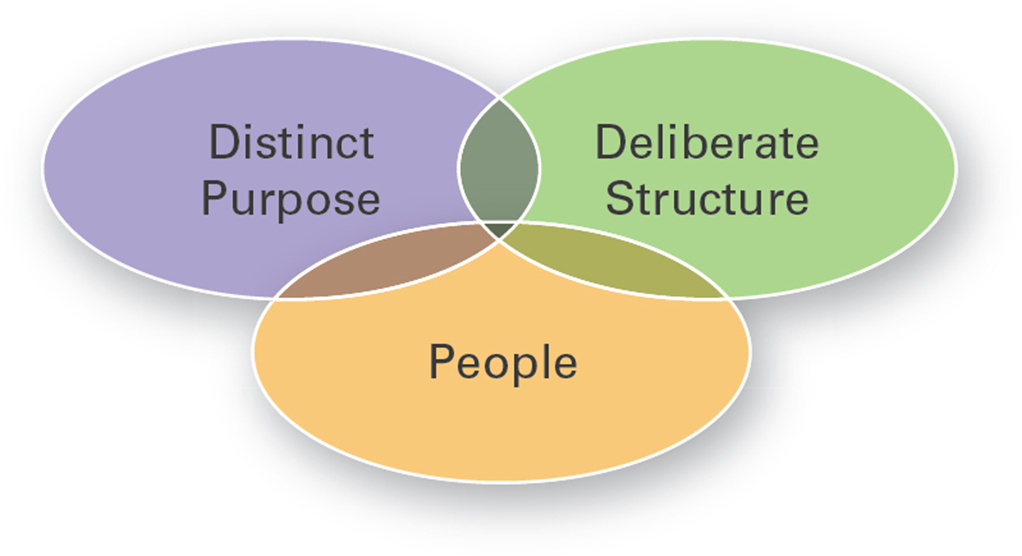 Distinct
Purpose
Deliberate
Structure
People